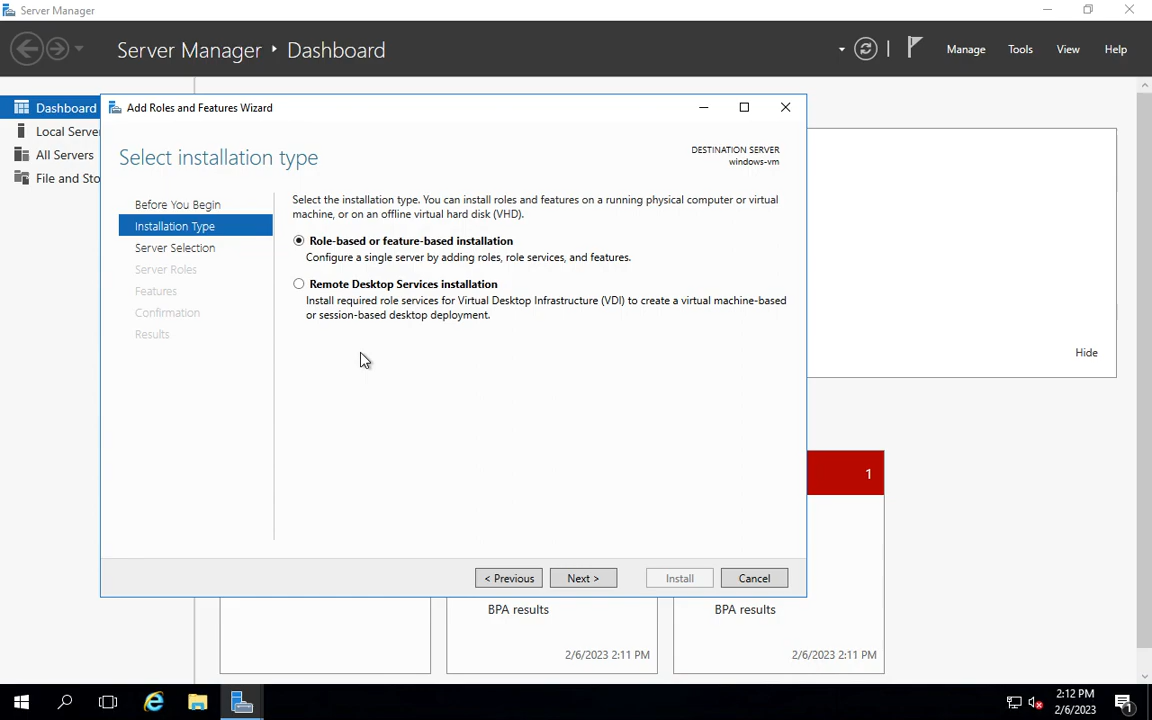 Server Manager
Server Manager ‣ Dashboard
Manage
Tools
View
Help
Dashboard
Local Serve
All Servers
File and Sto
Add Roles and Features Wizard
Select installation type
DESTINATION SERVER
windows-vm
Before You Begin
Installation Type
Server Selection
Server Roles
Features
Confirmation
Results
Select the installation type. You can install roles and features on a running physical computer or virtual
machine, or on an offline virtual hard disk (VHD).
Role-based or feature-based installation
Configure a single server by adding roles, role services, and features.
Remote Desktop Services installation
Install required role services for Virtual Desktop Infrastructure (VDI) to create a virtual machine-based
or session-based desktop deployment.
< Previous
Next >
Install
Cancel
Hide
1
BPA results
2/6/2023 2:11 PM
BPA results
2/6/2023 2:11 PM
2:12 PM
2/6/2023
1